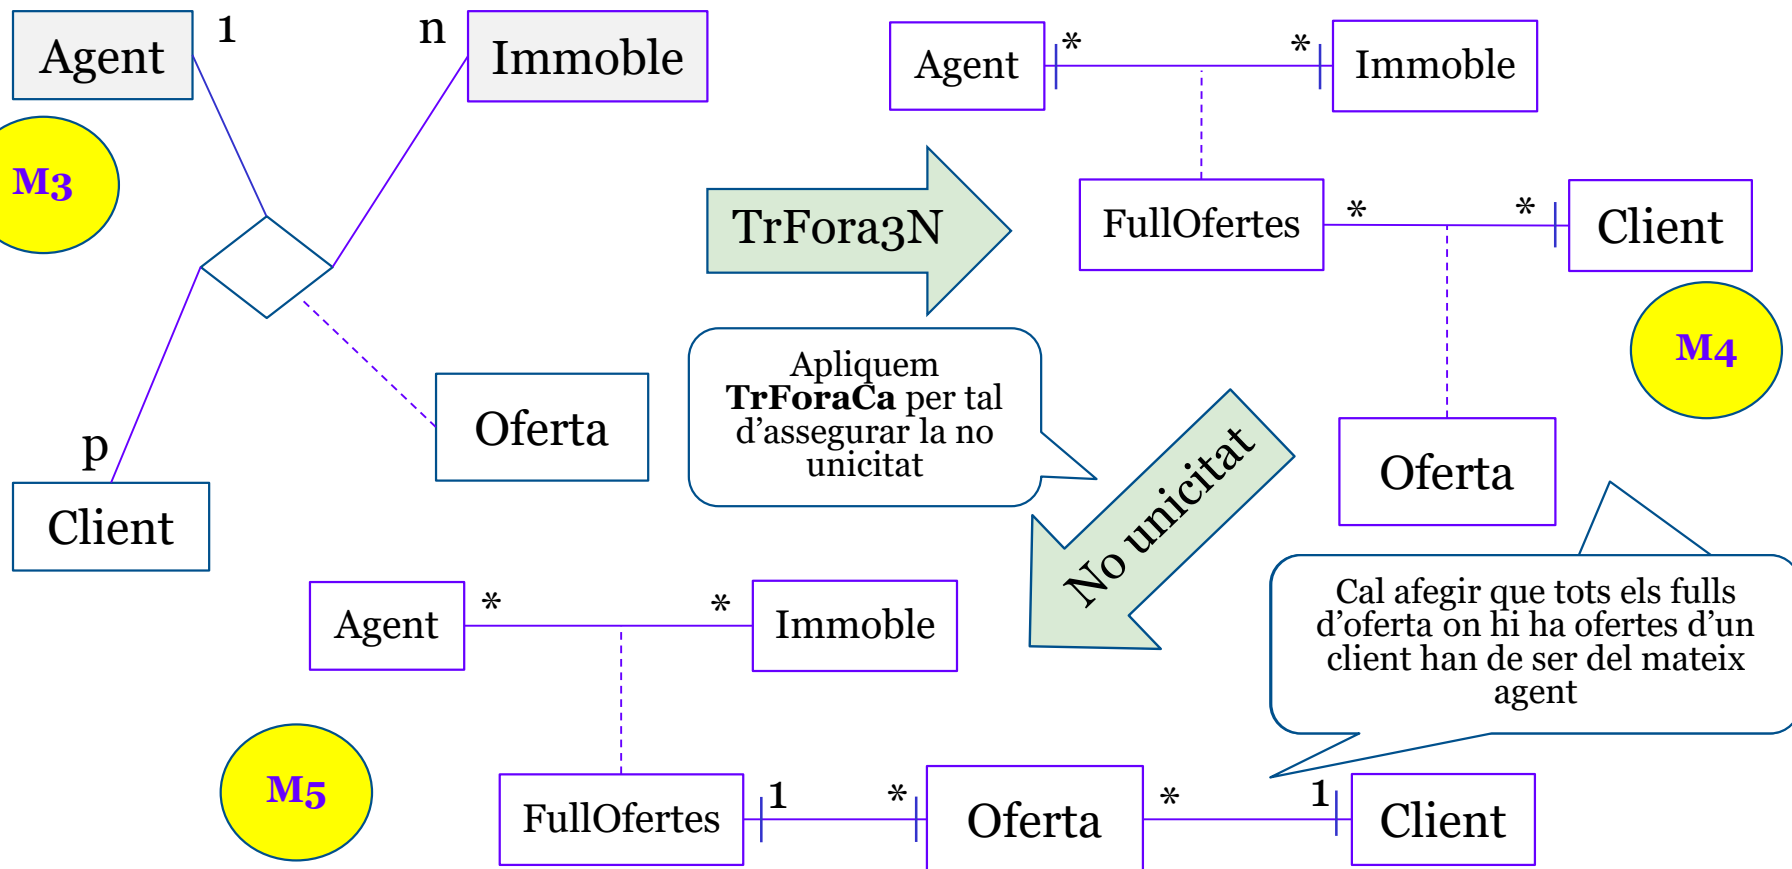 Agent
1
n
Immoble
M3
p
Client
Oferta
TrFora3N
Agent
*
*
Immoble
FullOfertes
*
*
Client
M4
Oferta
Apliquem
TrForaCa per tal
d’assegurar la no
unicitat
No unicitat
Cal afegir que tots els fulls
d’oferta on hi ha ofertes d’un
client han de ser del mateix
agent
Agent
*
*
Immoble
M5
FullOfertes
1
*
Oferta
*
1
Client